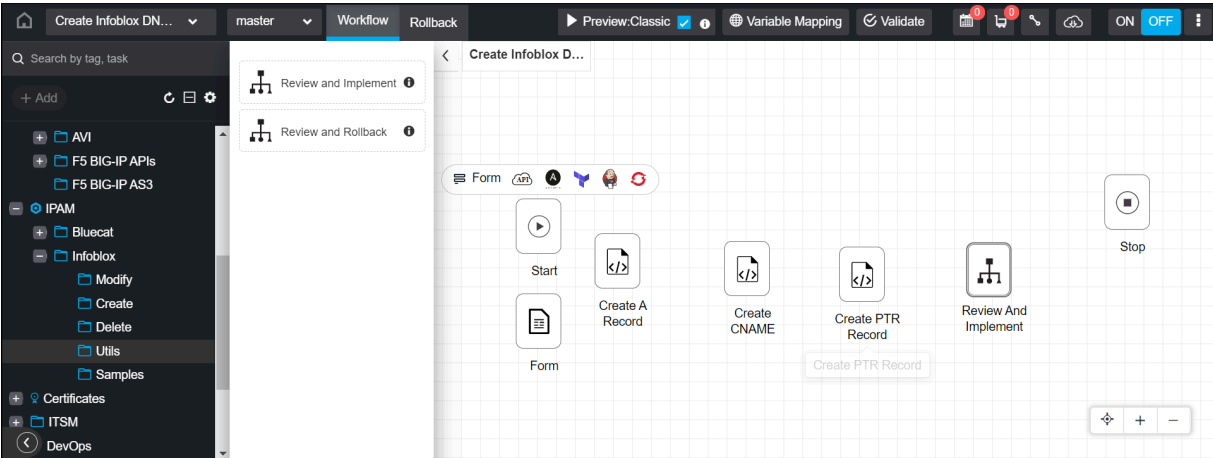 Create Infoblox DN...
master
Workflow
Rollback
Preview:Classic
Variable Mapping
Validate
0
0
ON
OFF
Search by tag, task
+ Add
AVI
F5 BIG-IP APIs
F5 BIG-IP AS3
IPAM
Bluecat
Infoblox
Modify
Create
Delete
Utils
Samples
Certificates
ITSM
DevOps
Review and Implement
Review and Rollback
Create Infoblox D...
Form
API
Start
Form
Create A
Record
Create
CNAME
Create PTR
Record
Create PTR Record
Review And
Implement
Stop